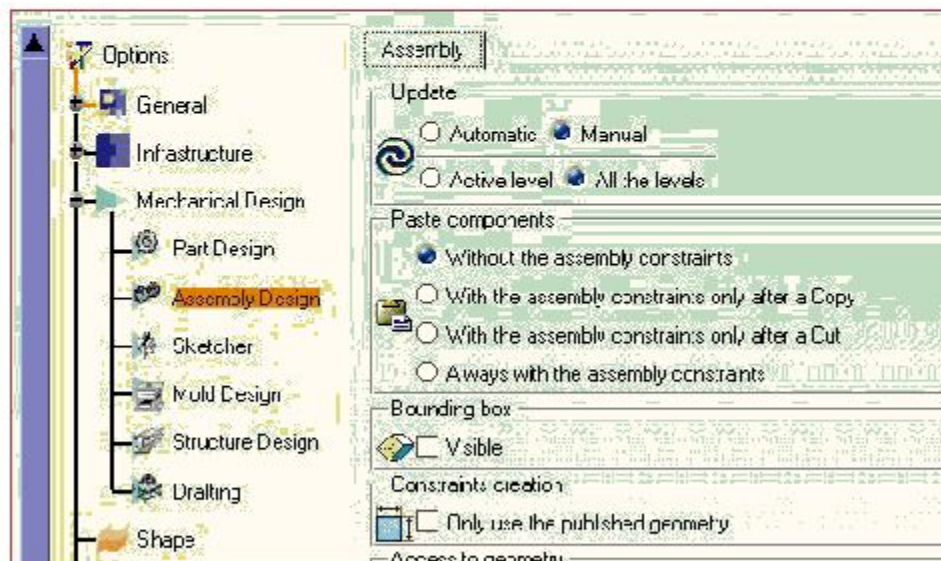 Options
General
Infrastructure
Mechanical Design
Part Design
Assembly Design
Sketcher
Mold Design
Structure Design
Drafting
Shape
Assembly
Update
Automatic Manual
Active level All the levels
Paste components
Without the assembly constraints
With the assembly constraints only after a Copy
With the assembly constraints only after a Cut
Always with the assembly constraints
Bounding box
Visible
Constraints creation
Only use the published geometry
Access to geometry